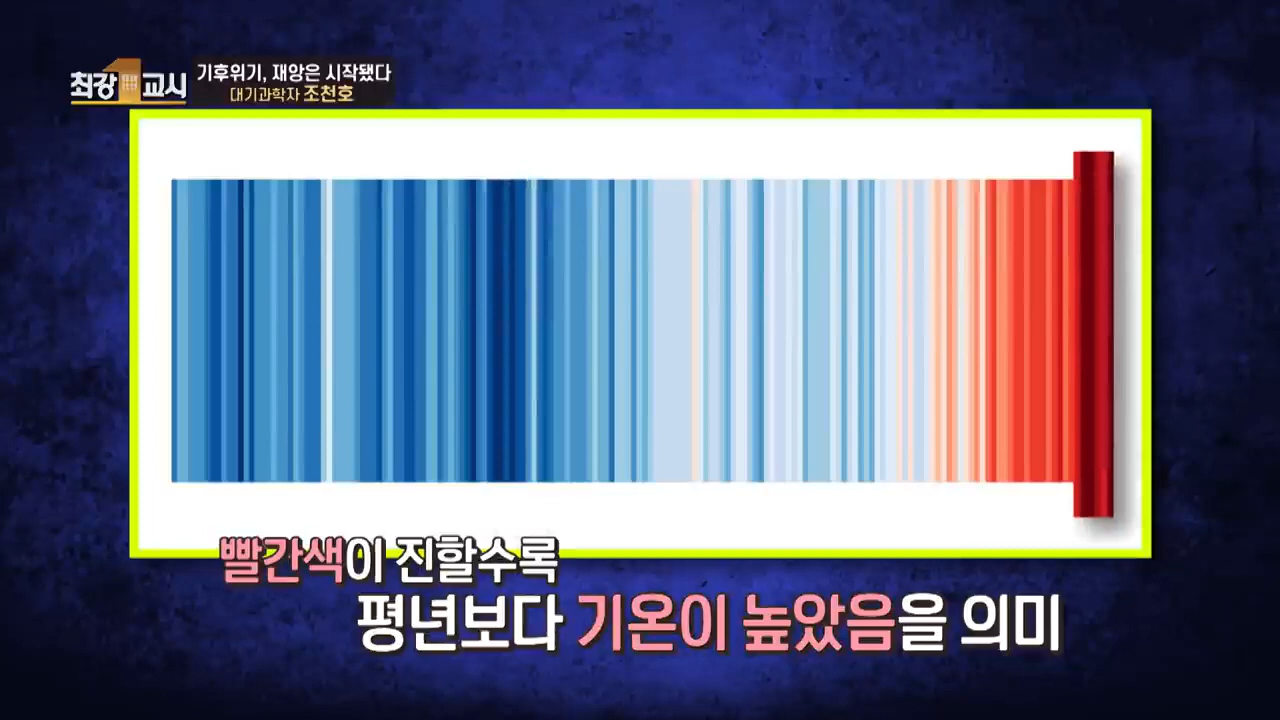 최강1교시
기후위기, 재앙은 시작됐다
대기과학자 조천호
빨간색이 진할수록
평년보다 기온이 높았음을 의미